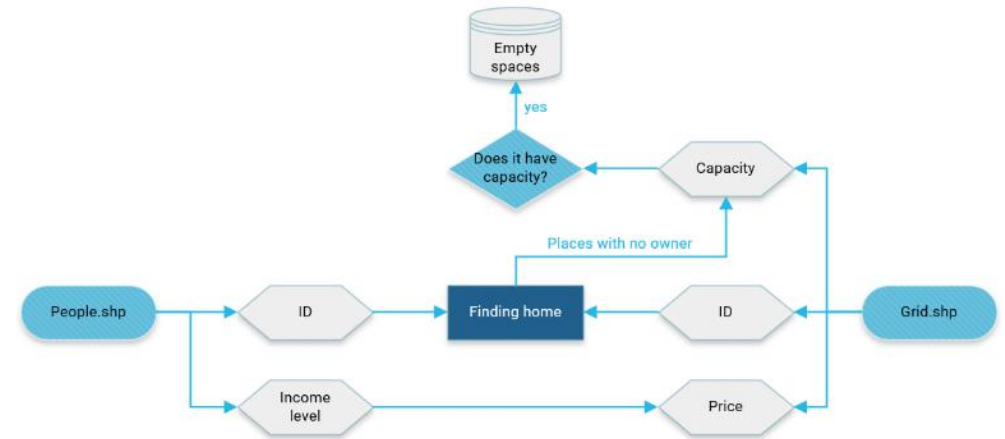 Empty
spaces
yes
Does it have
capacity?
Capacity
Places with no owner
People.shp
ID
Finding home
ID
Grid.shp
Income
level
Price